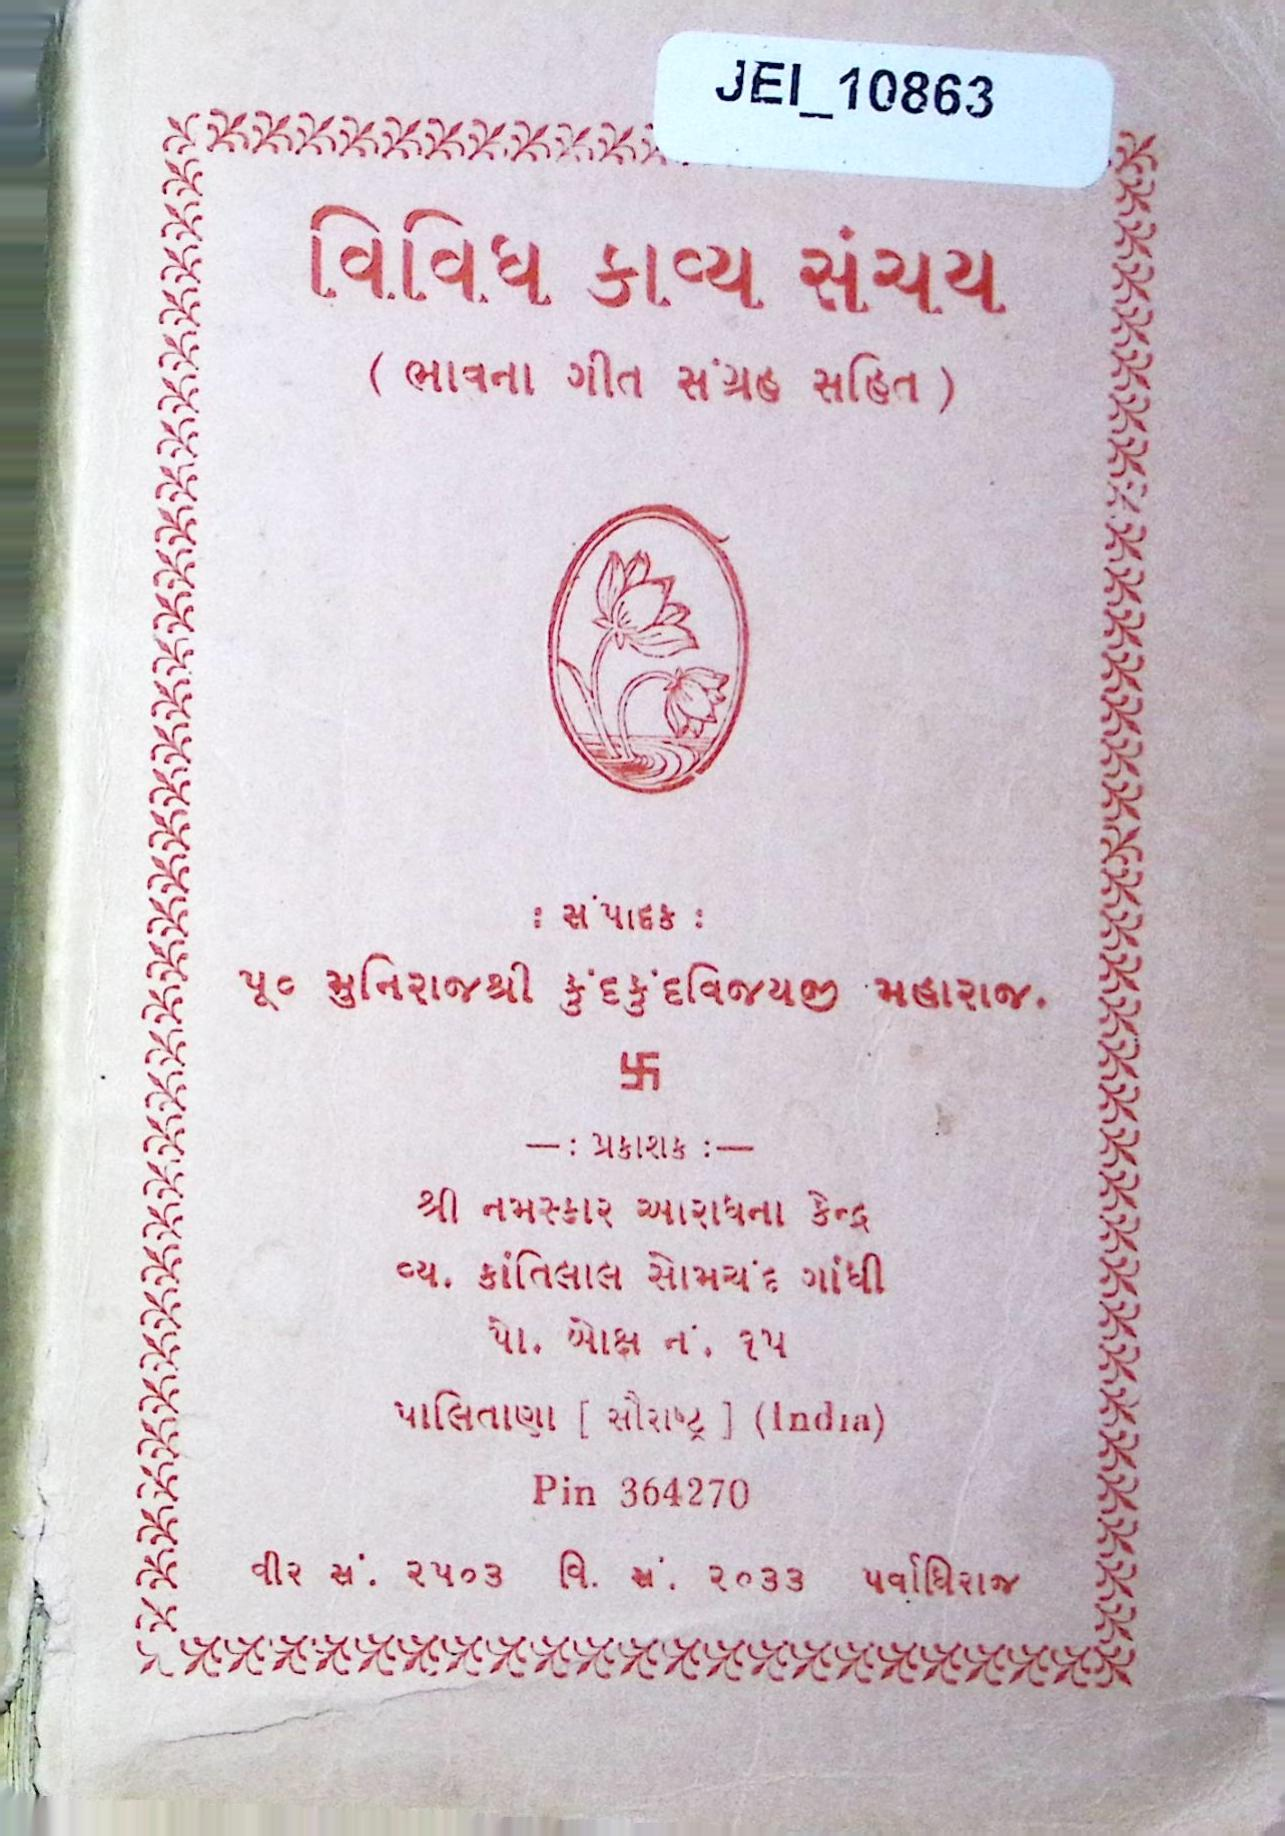 JEI_10863
વિવિધ કાવ્ય સંચય
( ભાવના ગીત સંગ્રહ સહિત )
: સંપાદક :
પૂ૦ મુનિરાજશ્રી કુંદકુંદવિજયજી મહારાજ.
卐
—: પ્રકાશક :—
શ્રી નમસ્કાર આરાધના કેન્દ્ર
વ્ય. કાંતિલાલ સોમચંદ ગાંધી
પો. બોક્ષ નં. ૧૫
પાલિતાણા [ સૌરાષ્ટ્ર ] (India)
Pin 364270
વીર સં. ૨૫૦૩ વિ. સં. ૨૦૩૩ પર્વાધિરાજ